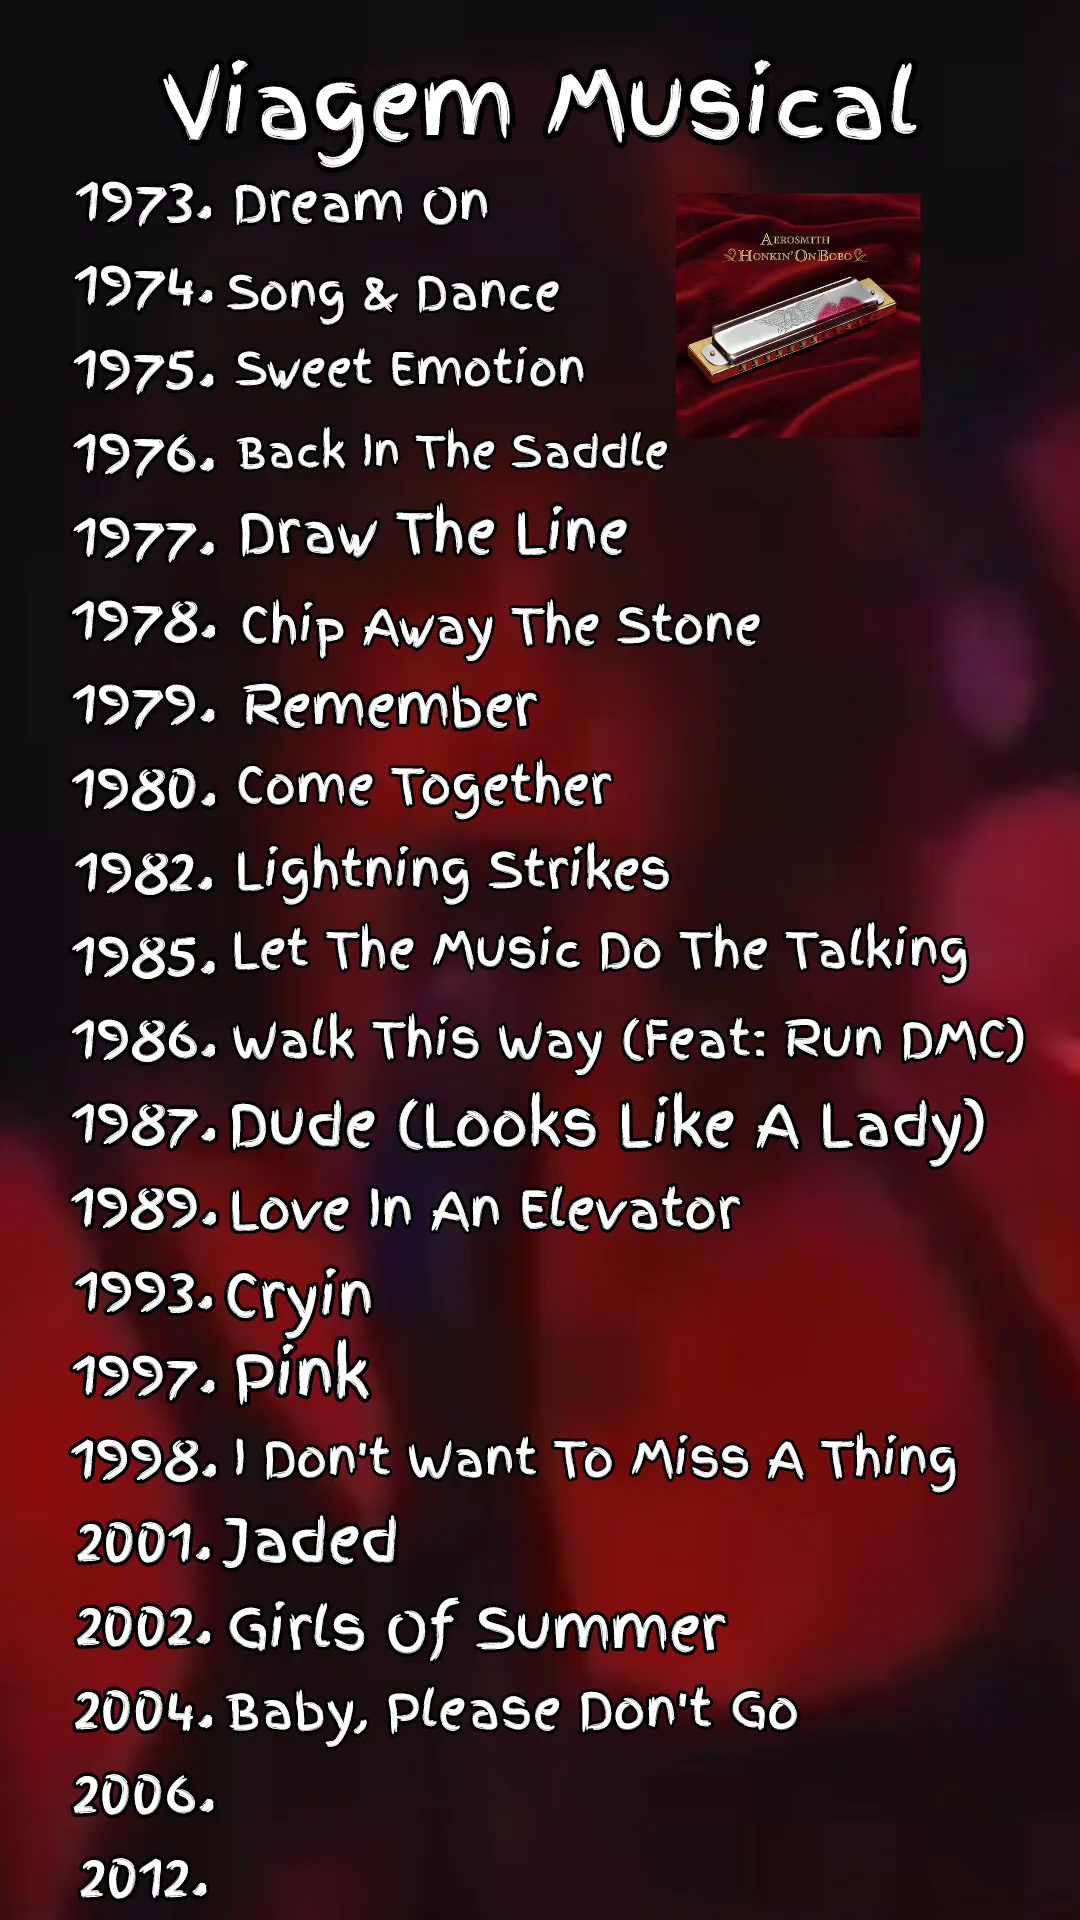 Viagem Musical
1973. Dream On
AEROSMITH
HONKIN' ON BOBO
1974. Song & Dance
1975. Sweet Emotion
1976. Back In The Saddle
1977. Draw The Line
1978. Chip Away The Stone
1979. Remember
1980. Come Together
1982. Lightning Strikes
1985. Let The Music Do The Talking
1986. Walk This Way (Feat: Run DMC)
1987. Dude (Looks Like A Lady)
1989. Love In An Elevator
1993. Cryin
1997. Pink
1998. I Don't Want To Miss A Thing
2001. Jaded
2002. Girls Of Summer
2004. Baby, Please Don't Go
2006.
2012.